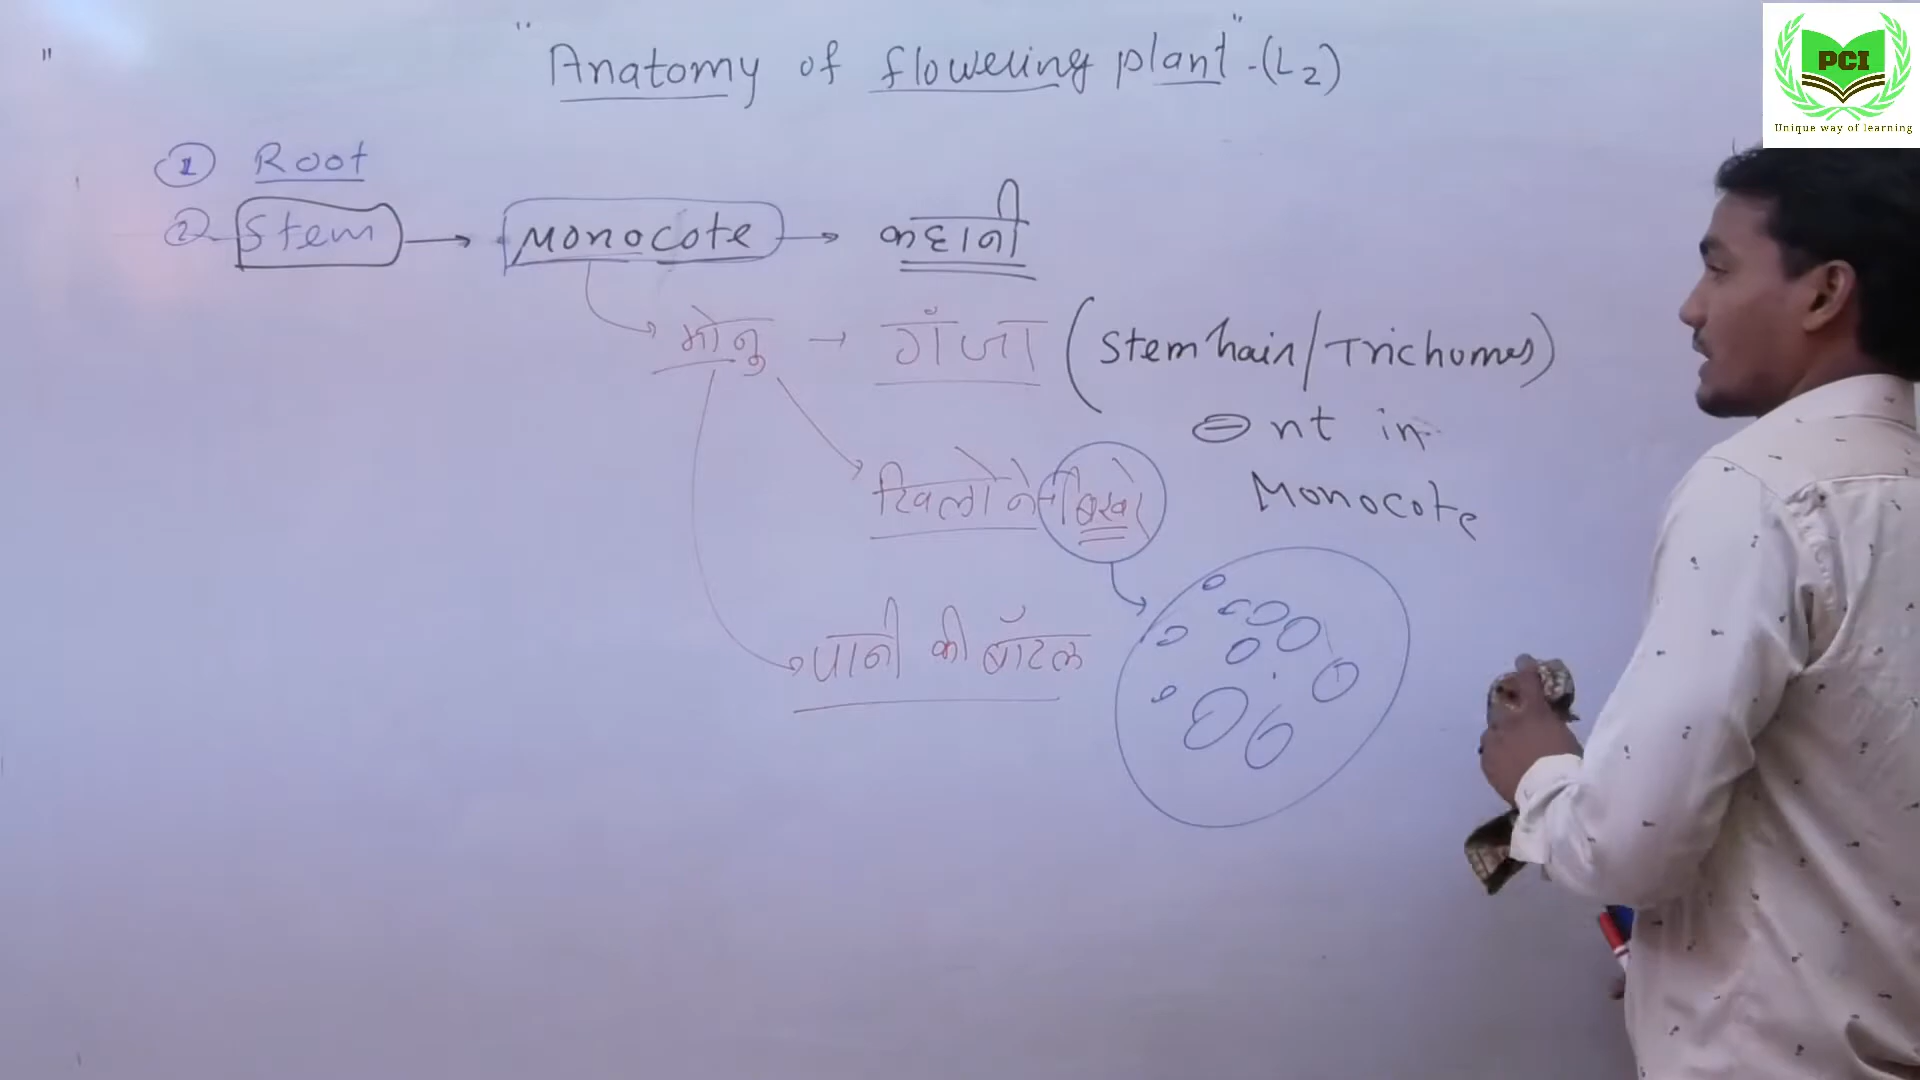 "Anatomy of flowering plant" - (L2)
PCI
Unique way of learning
1 Root
2 Stem → Monocote → कहानी
मोनु → गँजा (Stem hair/Trichomes)
⊖ nt in
Monocote
खिलोने बिखरे
पानी की बॉटल